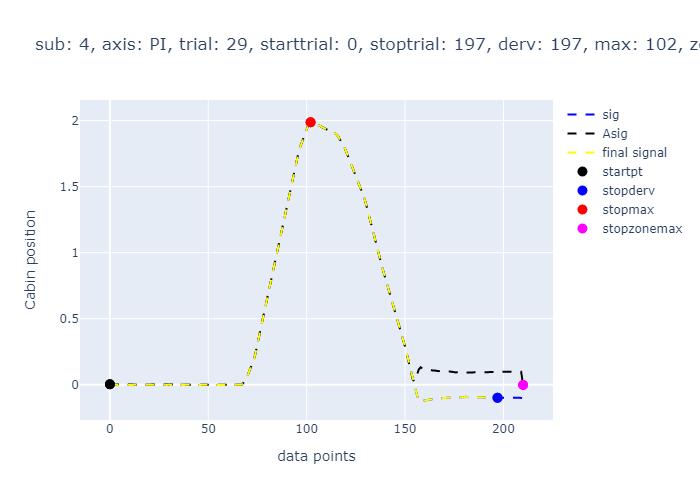 sub: 4, axis: PI, trial: 29, starttrial: 0, stoptrial: 197, derv: 197, max: 102,
sig
Asig
final signal
startpt
stopderv
stopmax
stopzonemax
Cabin position
2
1.5
1
0.5
0
0
50
100
150
200
data points